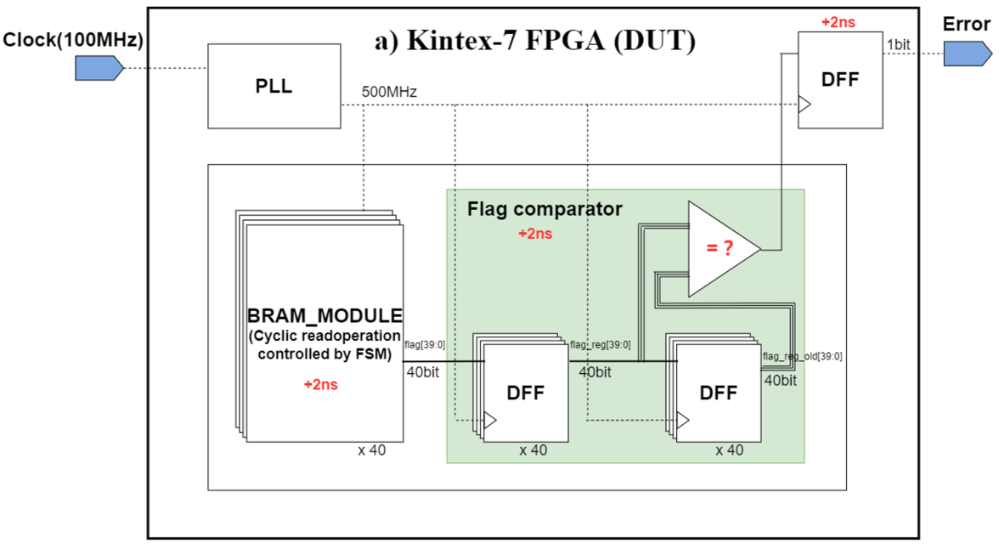 Clock(100MHz)
a) Kintex-7 FPGA (DUT)
+2ns
Error
1bit
DFF
PLL
500MHz
Flag comparator
+2ns
= ?
BRAM_MODULE
(Cyclic readoperation
controlled by FSM)
+2ns
flag[39:0]
40bit
x 40
DFF
x 40
flag_reg[39:0]
40bit
DFF
x 40
flag_reg_old[39:0]
40bit